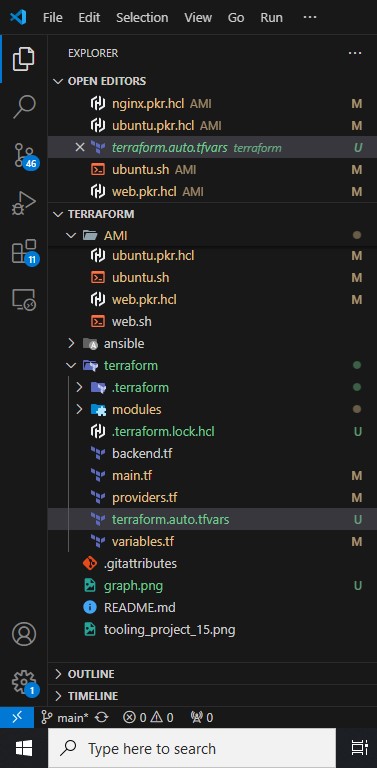 File Edit Selection View Go Run ...
EXPLORER ...
OPEN EDITORS
nginx.pkr.hcl AMI M
ubuntu.pkr.hcl AMI M
terraform.auto.tfvars terraform U
ubuntu.sh AMI M
web.pkr.hcl AMI M
TERRAFORM
AMI
ubuntu.pkr.hcl M
ubuntu.sh M
web.pkr.hcl M
web.sh
ansible
terraform
.terraform
modules
.terraform.lock.hcl U
backend.tf
main.tf M
providers.tf M
terraform.auto.tfvars U
variables.tf M
.gitattributes
graph.png U
README.md
tooling_project_15.png
46
11
1
OUTLINE
TIMELINE
main* 0 0 0
Type here to search